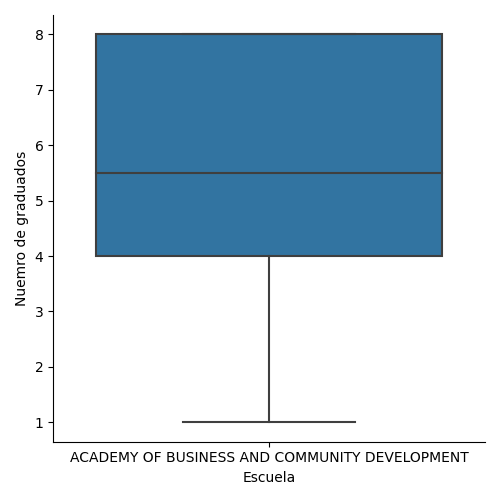 8
7
6
5
4
3
2
1
Nuemro de graduados
ACADEMY OF BUSINESS AND COMMUNITY DEVELOPMENT
Escuela